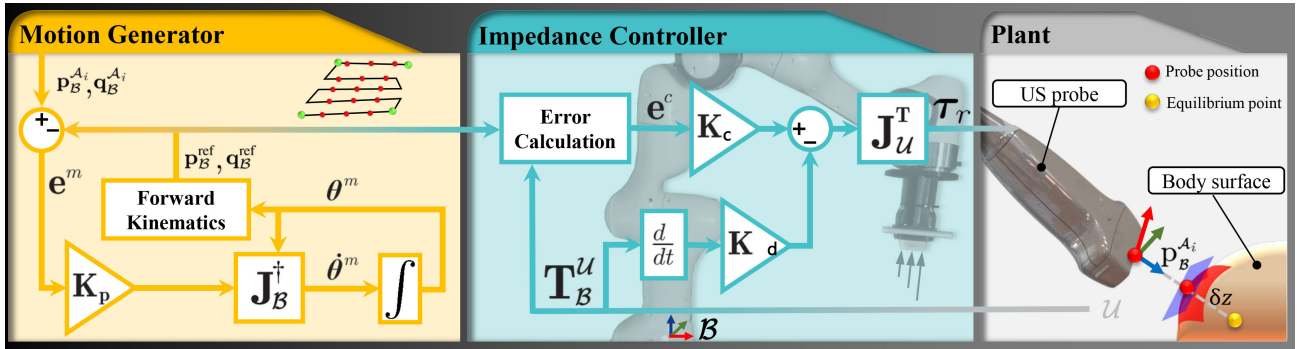 Motion Generator
𝐩_ℬ^{𝒜_i},𝐪_ℬ^{𝒜_i}
+
−
𝐞^m
𝐩_ℬ^{ref},𝐪_ℬ^{ref}
Forward
Kinematics
𝜽^m
𝐊_p
𝐉_ℬ^†
𝜽̇^m
∫
Impedance Controller
Error
Calculation
𝐞^c
𝐊_c
+
−
𝐉_𝒰^T
𝝉_r
d/dt
𝐊_d
𝐓_ℬ^𝒰
ℬ
Plant
Probe position
Equilibrium point
US probe
Body surface
𝐩_ℬ^{𝒜_i}
δz
𝒰